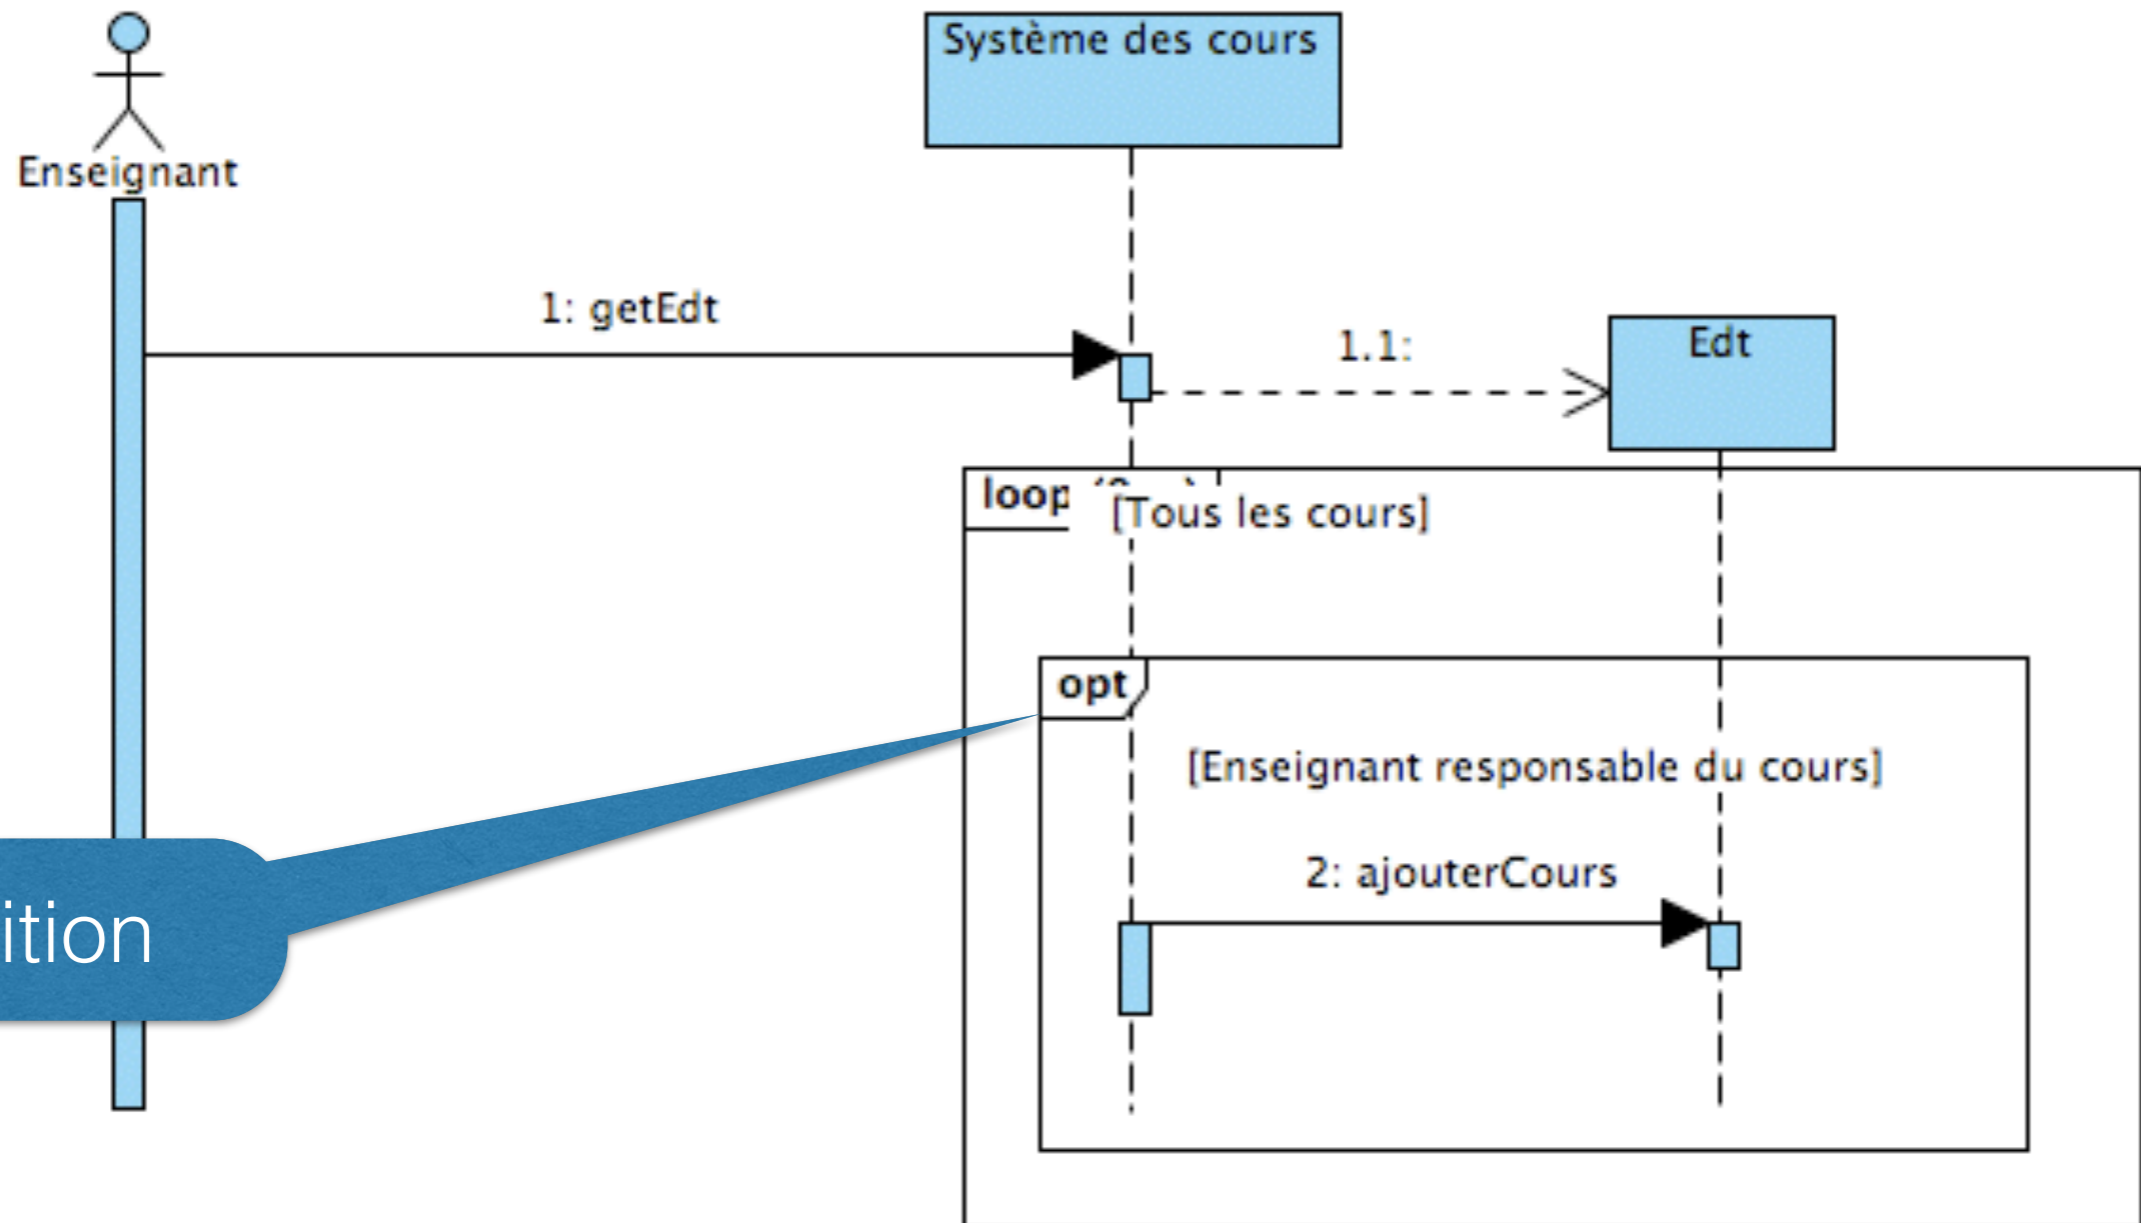 Système des cours
Enseignant
1: getEdt
1.1:
Edt
loop
[Tous les cours]
opt
[Enseignant responsable du cours]
2: ajouterCours
ition